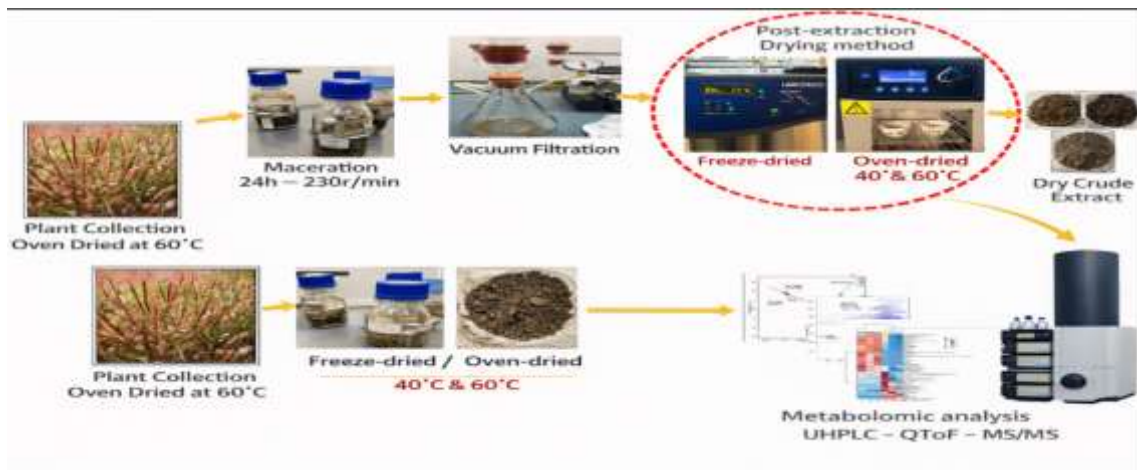 Post-extraction
Drying method
Maceration
24h – 230r/min
Vacuum Filtration
Freeze-dried
Oven-dried
40˚& 60˚C
Dry Crude
Extract
Plant Collection
Oven Dried at 60˚C
Freeze-dried / Oven-dried
40˚C & 60˚C
Plant Collection
Oven Dried at 60˚C
Metabolomic analysis
UHPLC – QToF – MS/MS